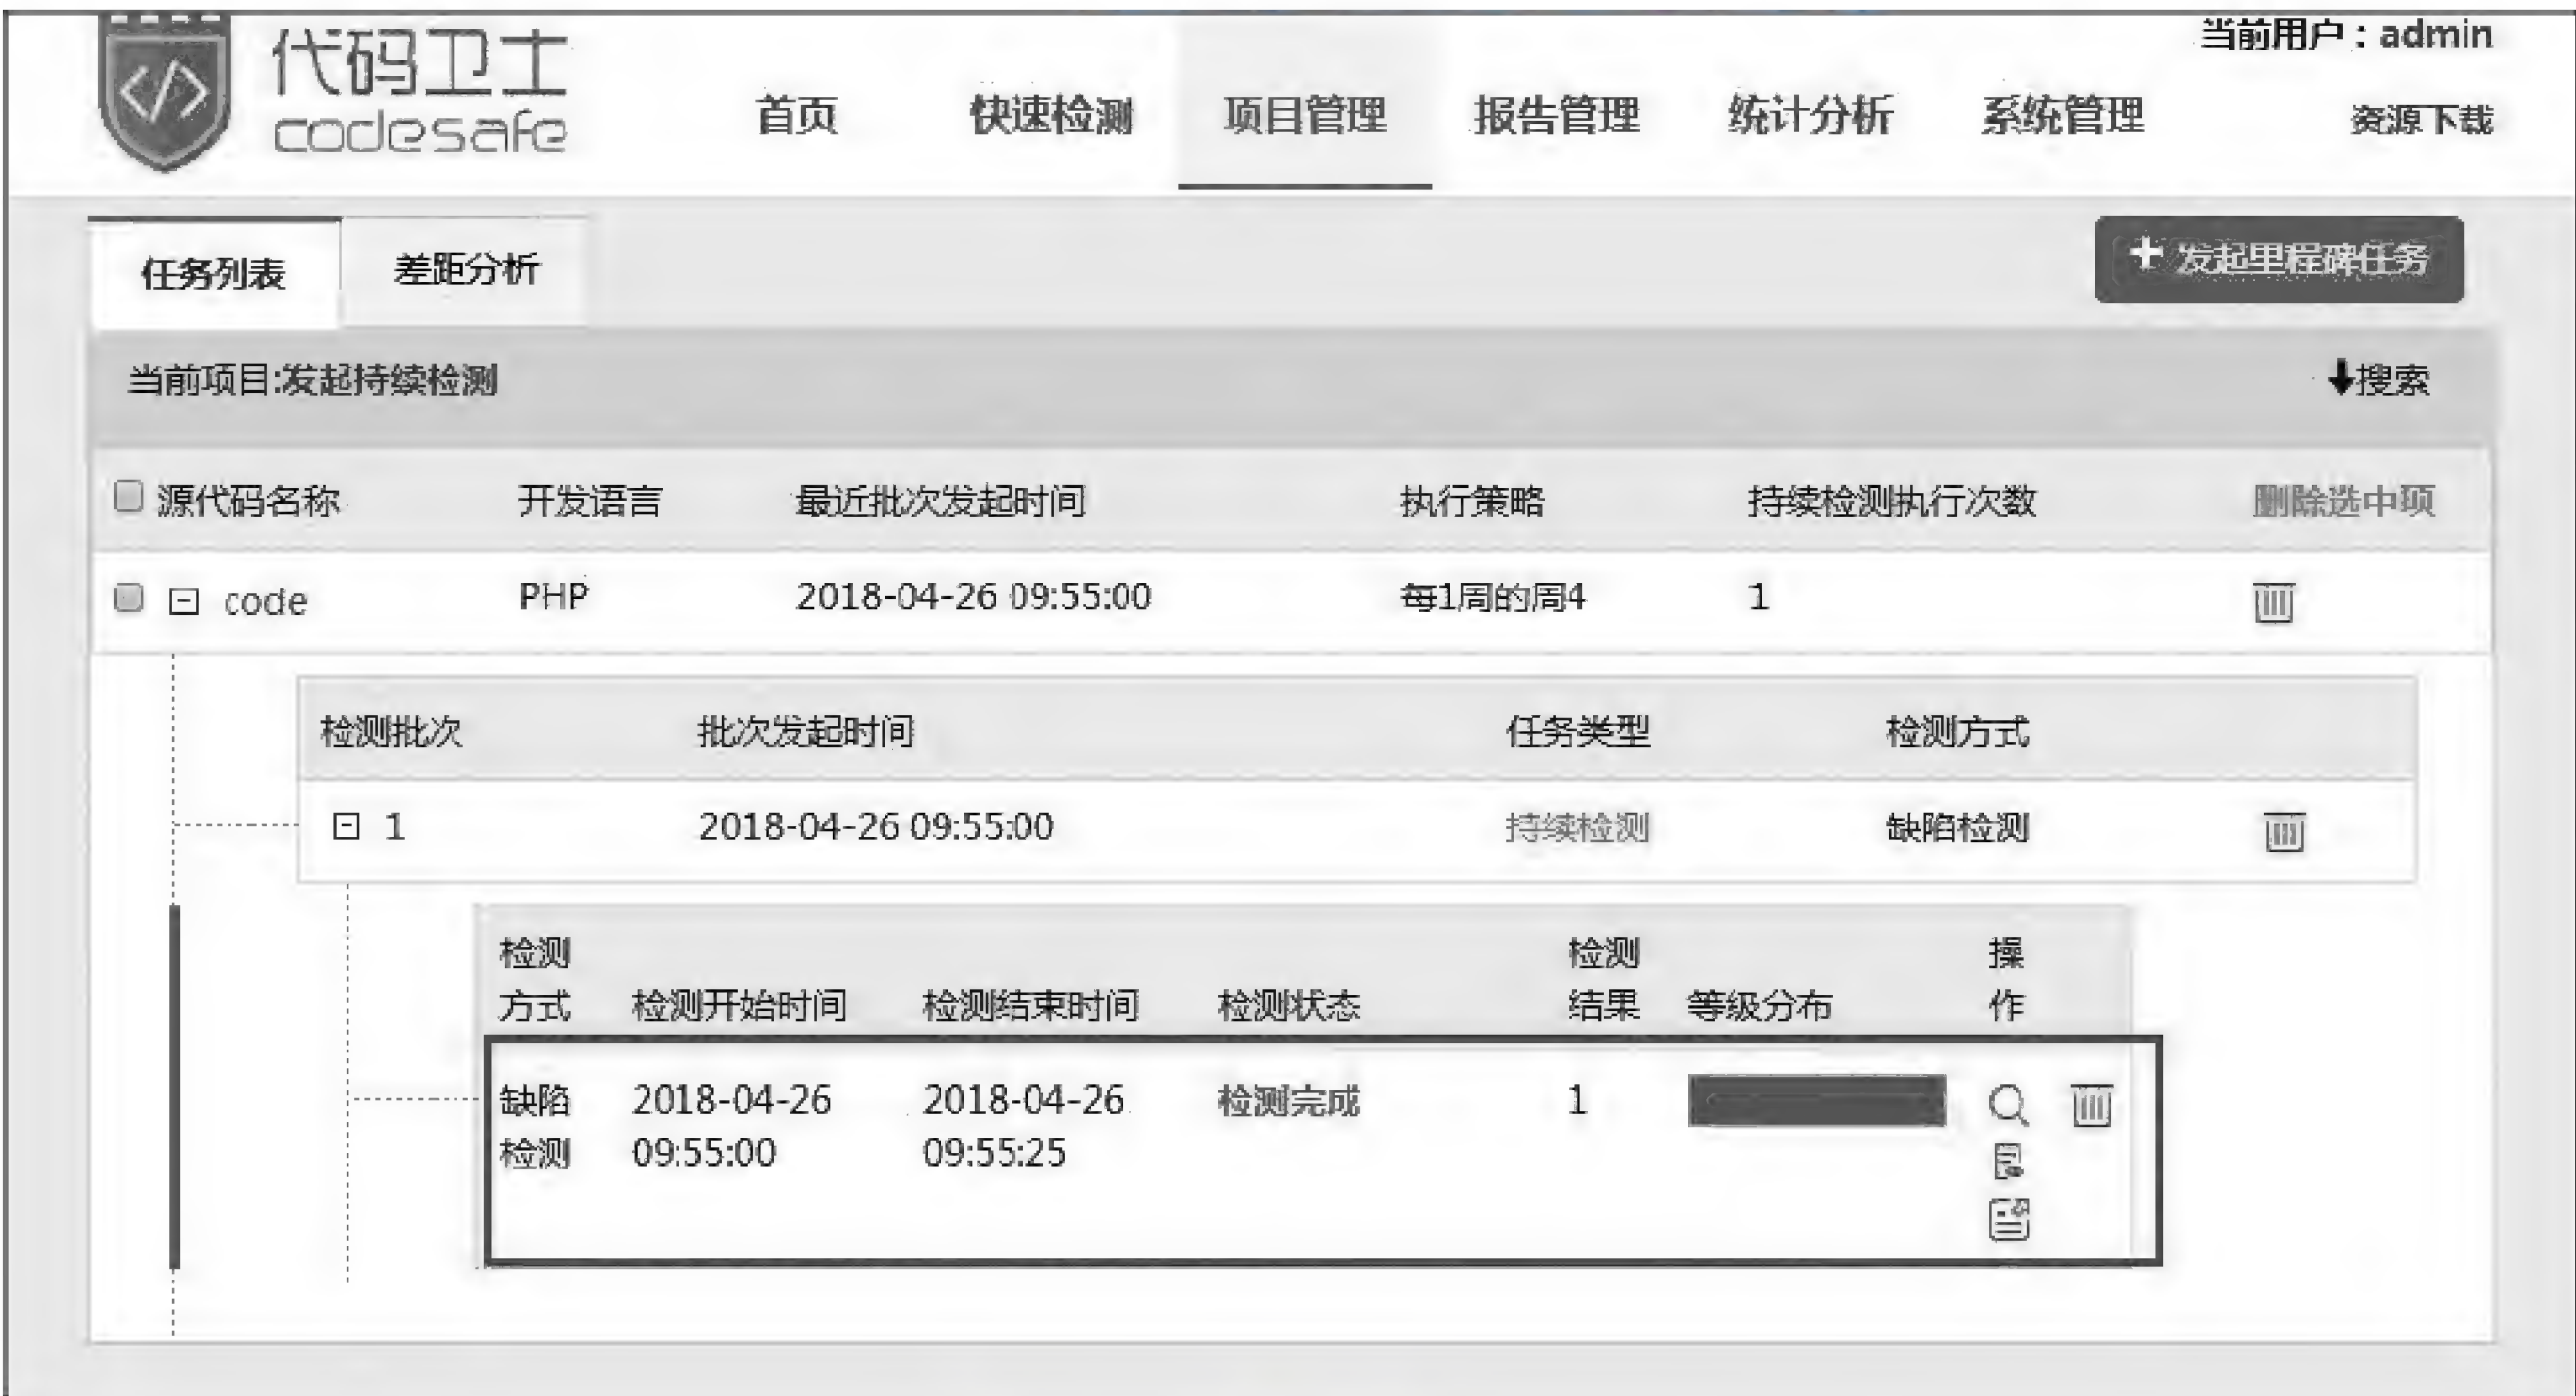 当前用户：admin
代码卫士
codesafe
首页 快速检测 项目管理 报告管理 统计分析 系统管理 资源下载
任务列表 差距分析 发起里程碑任务
当前项目:发起持续检测 搜索
源代码名称 开发语言 最近批次发起时间 执行策略 持续检测执行次数 删除选中项
code PHP 2018-04-26 09:55:00 每1周的周4 1
检测批次 批次发起时间 任务类型 检测方式
1 2018-04-26 09:55:00 持续检测 缺陷检测
检测 检测 操
方式 检测开始时间 检测结束时间 检测状态 结果 等级分布 作
缺陷 2018-04-26 2018-04-26 检测完成 1
检测 09:55:00 09:55:25